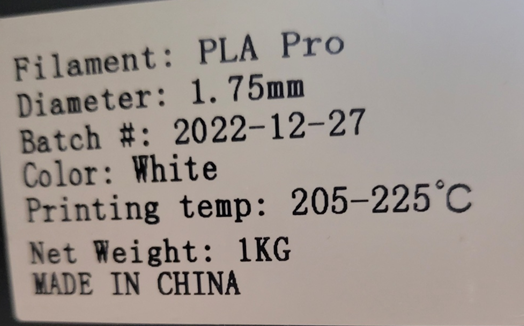 Filament: PLA Pro
Diameter: 1.75mm
Batch #: 2022-12-27
Color: White
Printing temp: 205-225°C
Net Weight: 1KG
MADE IN CHINA